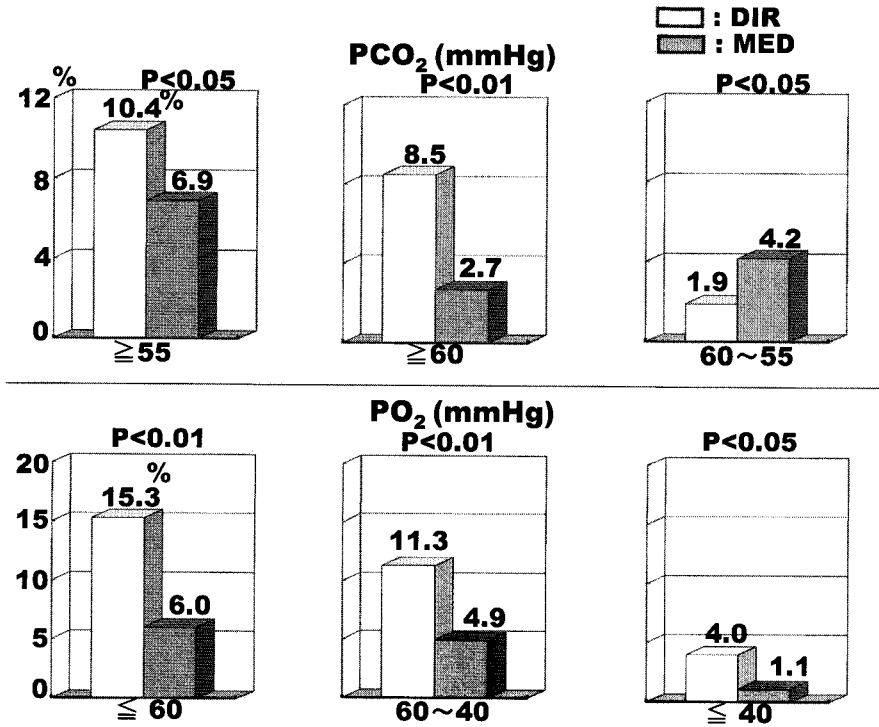 : DIR
: MED
PCO₂ (mmHg)
% P<0.05 P<0.01 P<0.05
12
8
4
0
10.4% 6.9
8.5 2.7
1.9 4.2
≧55 ≧60 60~55
PO₂ (mmHg)
P<0.01 P<0.01 P<0.05
20
15
10
5
0
15.3% 6.0
11.3 4.9
4.0 1.1
≦ 60 60~40 ≦ 40